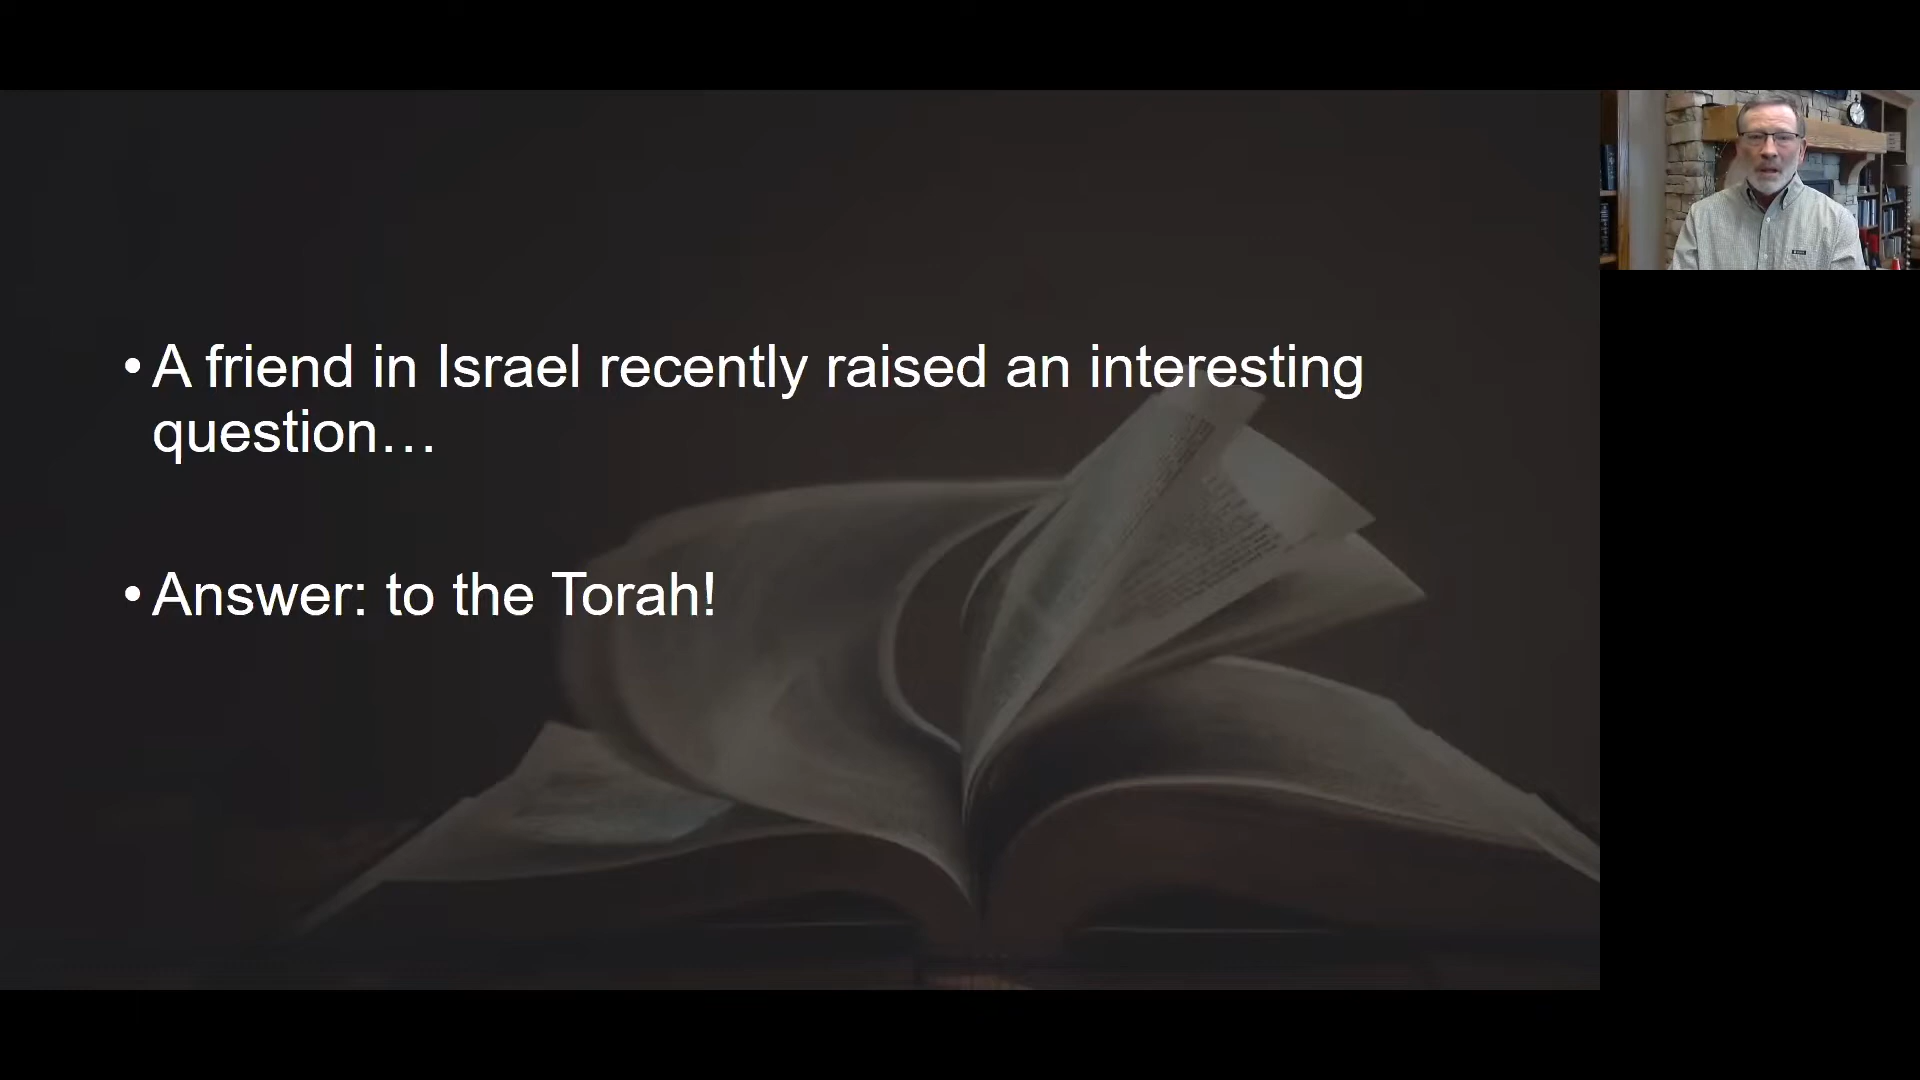 • A friend in Israel recently raised an interesting
question…
• Answer: to the Torah!